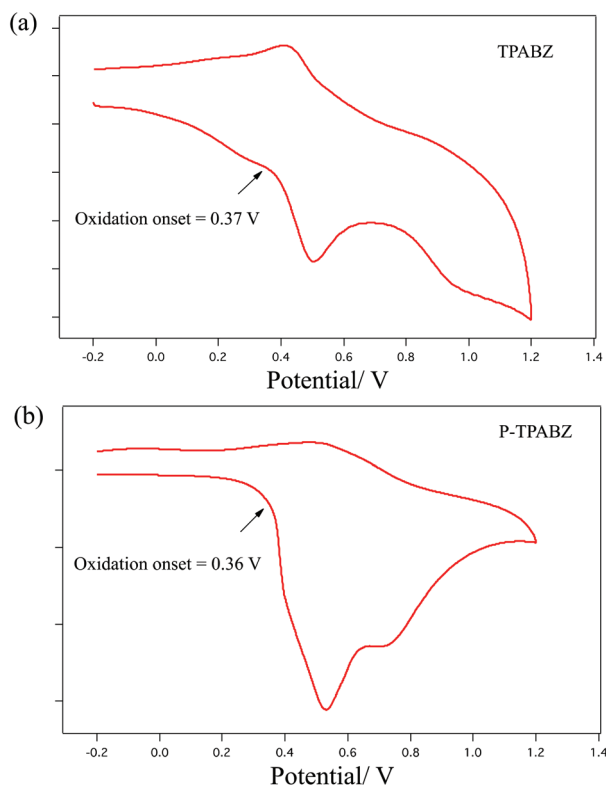 (a)
TPABZ
Oxidation onset = 0.37 V
-0.2 0.0 0.2 0.4 0.6 0.8 1.0 1.2 1.4
Potential/ V
(b)
P-TPABZ
Oxidation onset = 0.36 V
-0.2 0.0 0.2 0.4 0.6 0.8 1.0 1.2 1.4
Potential/ V